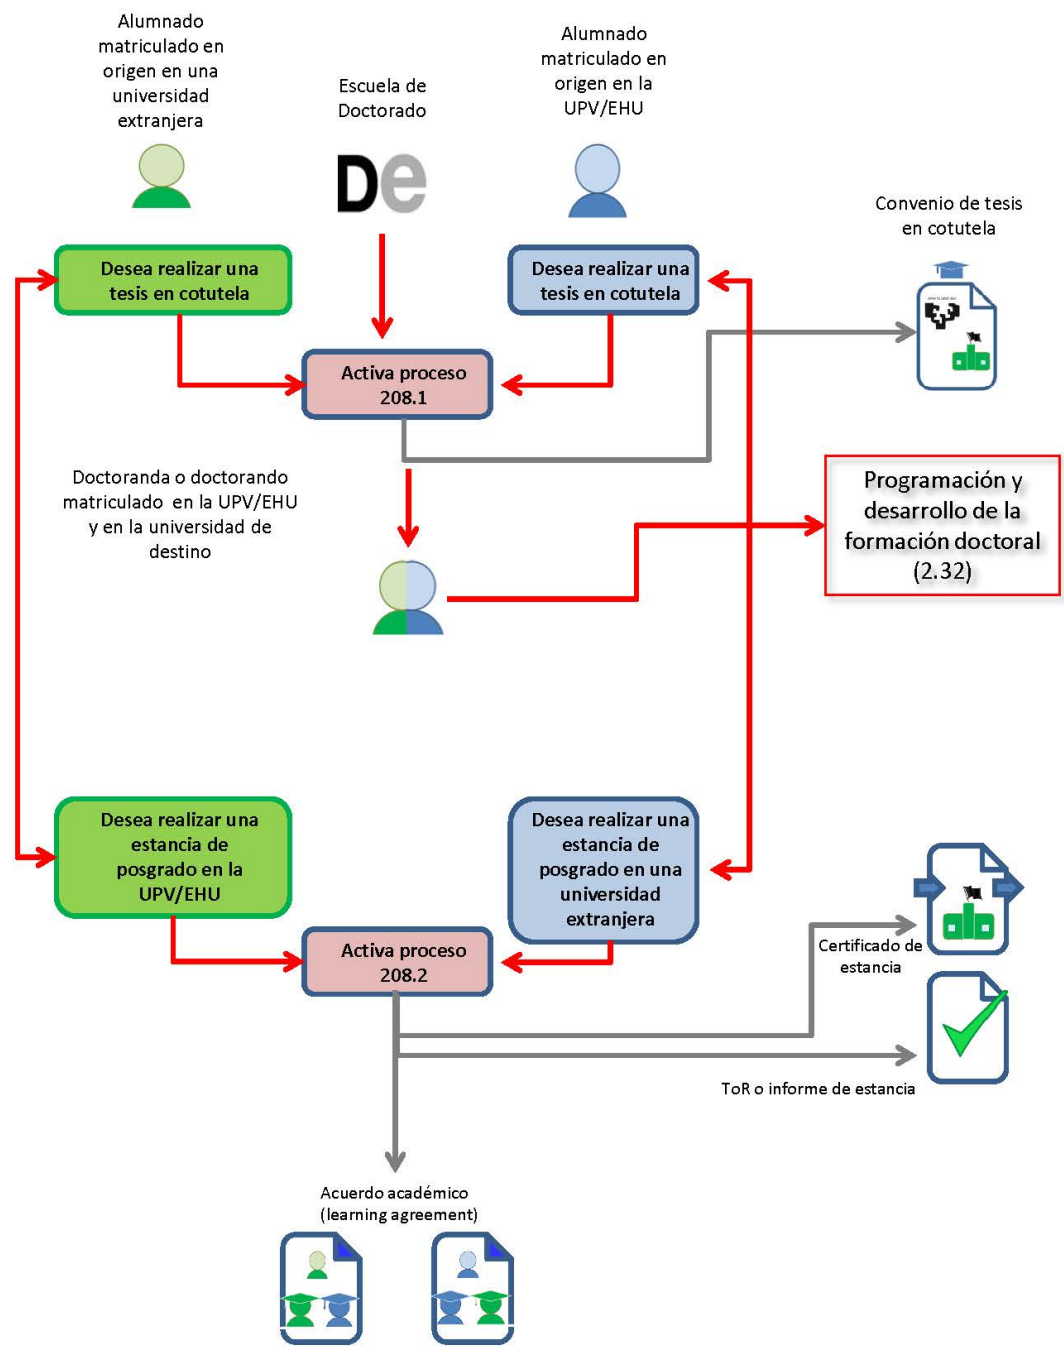 Alumnado
matriculado en
origen en una
universidad
extranjera
Escuela de
Doctorado
Alumnado
matriculado en
origen en la
UPV/EHU
De
Convenio de tesis
en cotutela
Desea realizar una
tesis en cotutela
Desea realizar una
tesis en cotutela
Activa proceso
208.1
Doctoranda o doctorando
matriculado en la UPV/EHU
y en la universidad de
destino
Programación y
desarrollo de la
formación doctoral
(2.32)
Desea realizar una
estancia de
posgrado en la
UPV/EHU
Desea realizar una
estancia de
posgrado en una
universidad
extranjera
Activa proceso
208.2
Certificado de
estancia
ToR o informe de estancia
Acuerdo académico
(learning agreement)